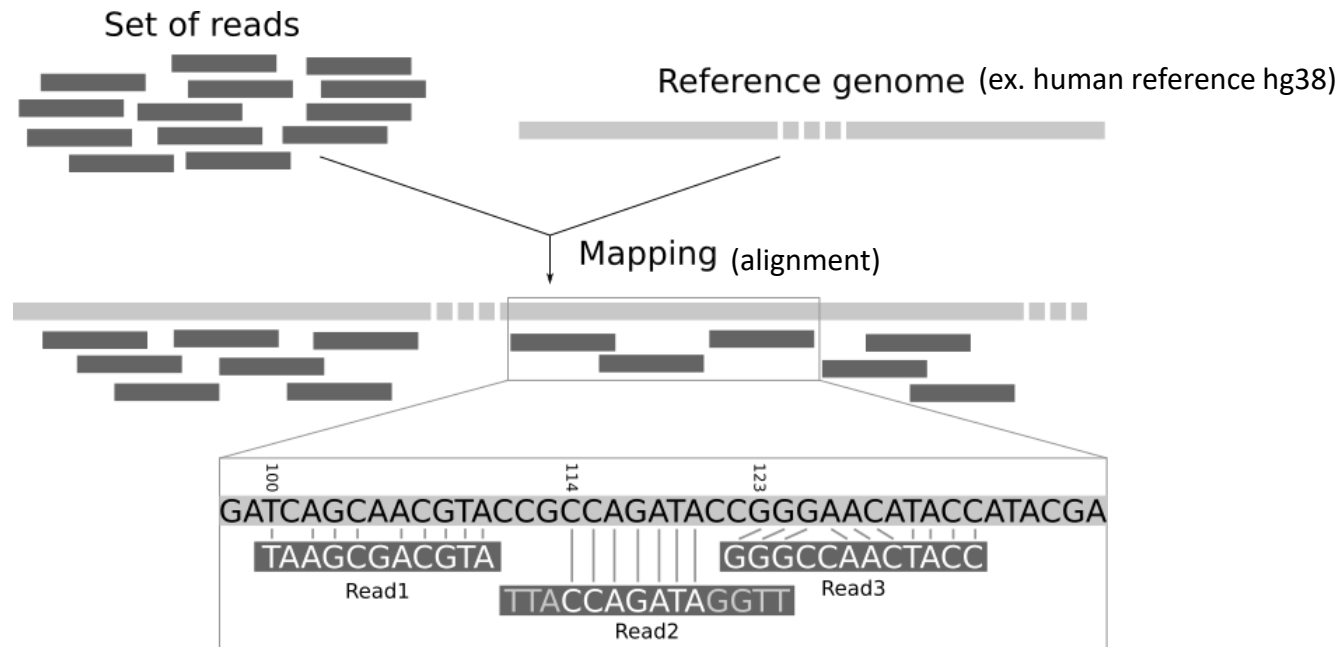 Set of reads
Reference genome (ex. human reference hg38)
Mapping (alignment)
100 114 123
GATCAGCAACGTACCGCCAGATACCGGGAACATACCATACGA
TAAGCGACGTA GGGCCAACTACC
Read1 Read3
TTACCAGATAGGTT
Read2